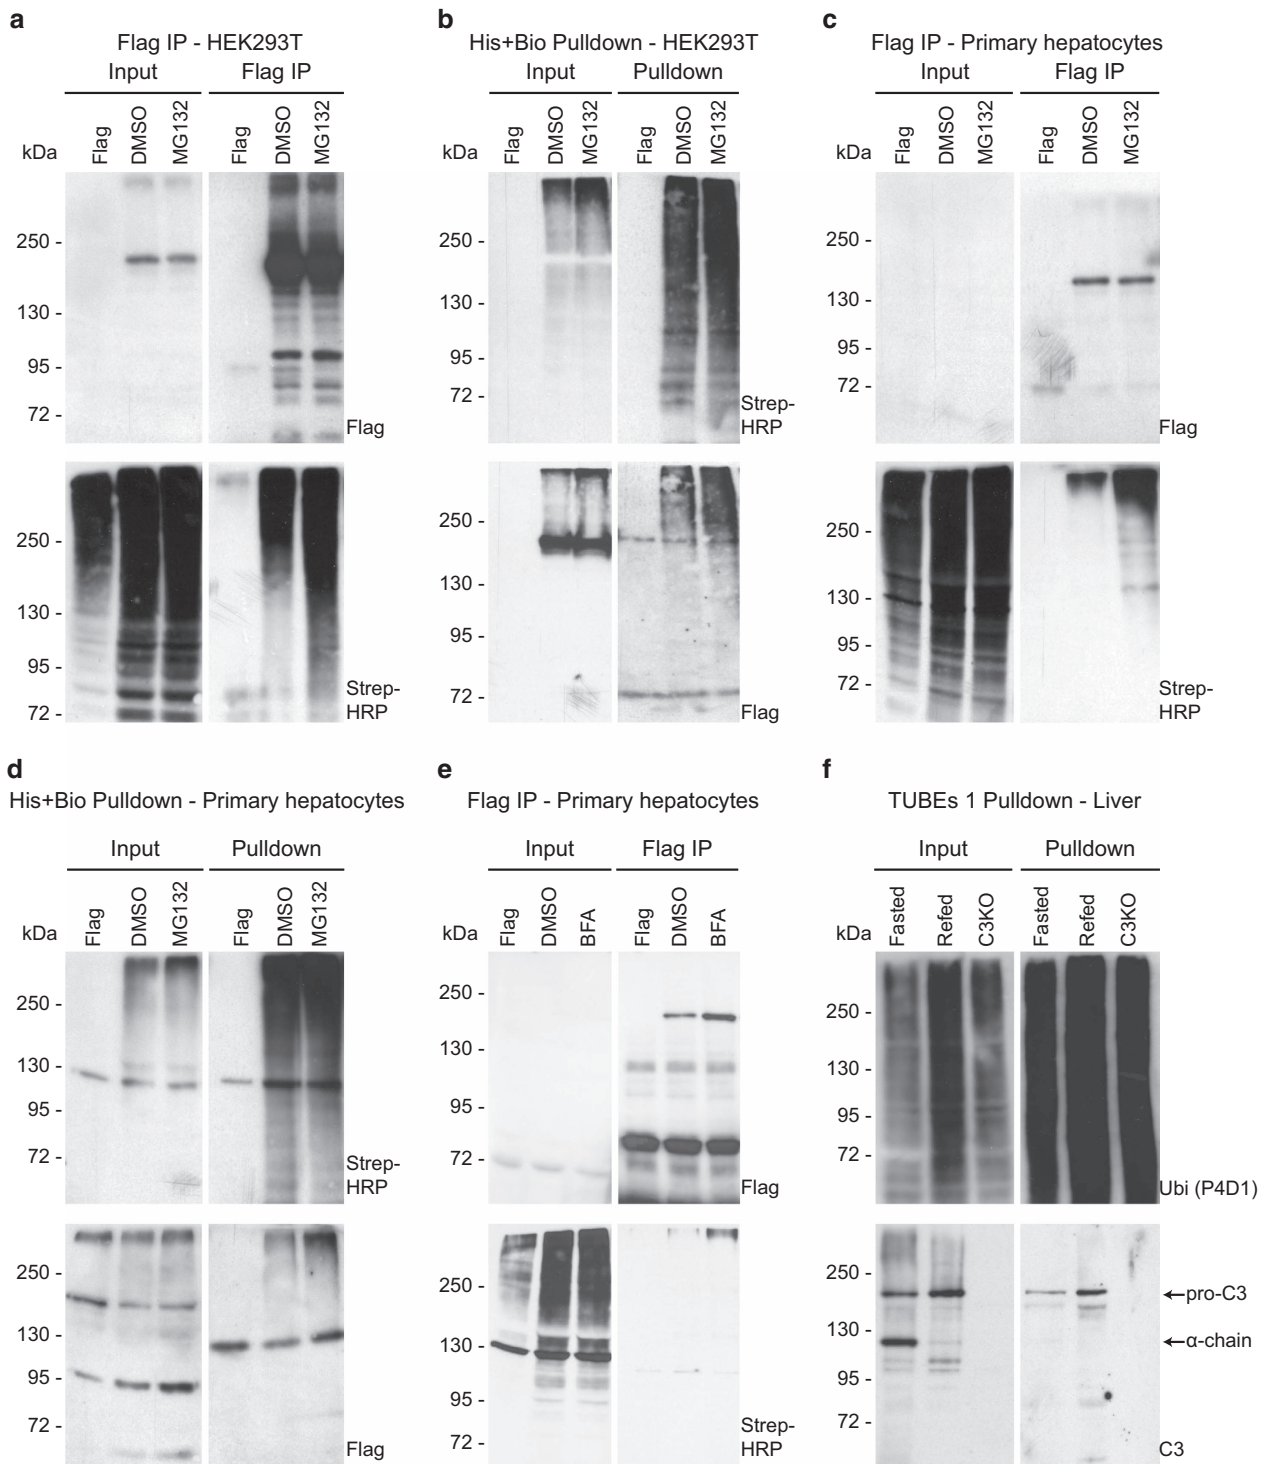 a
Flag IP - HEK293T
Input Flag IP
kDa Flag DMSO MG132 Flag DMSO MG132
250 -
130 -
95 -
72 -
Flag
250 -
130 -
95 -
72 -
Strep-
HRP
b
His+Bio Pulldown - HEK293T
Input Pulldown
kDa Flag DMSO MG132 Flag DMSO MG132
250 -
130 -
95 -
72 -
Strep-
HRP
250 -
130 -
95 -
72 -
Flag
c
Flag IP - Primary hepatocytes
Input Flag IP
kDa Flag DMSO MG132 Flag DMSO MG132
250 -
130 -
95 -
72 -
Flag
250 -
130 -
95 -
72 -
Strep-
HRP
d
His+Bio Pulldown - Primary hepatocytes
Input Pulldown
kDa Flag DMSO MG132 Flag DMSO MG132
250 -
130 -
95 -
72 -
Strep-
HRP
250 -
130 -
95 -
72 -
Flag
e
Flag IP - Primary hepatocytes
Input Flag IP
kDa Flag DMSO BFA Flag DMSO BFA
250 -
130 -
95 -
72 -
Flag
250 -
130 -
95 -
72 -
Strep-
HRP
f
TUBEs 1 Pulldown - Liver
Input Pulldown
kDa Fasted Refed C3KO Fasted Refed C3KO
250 -
130 -
95 -
72 -
Ubi (P4D1)
250 -
←pro-C3
130 -
←α-chain
95 -
72 -
C3